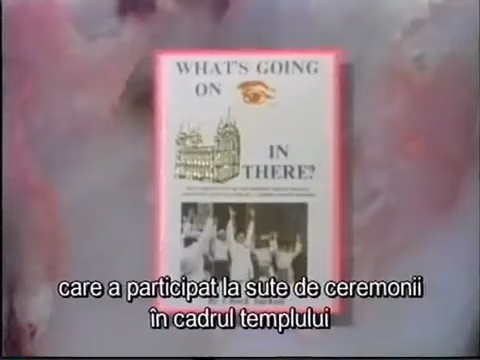 WHAT'S GOING
ON
IN
THERE?
care a participat la sute de ceremonii
în cadrul templului